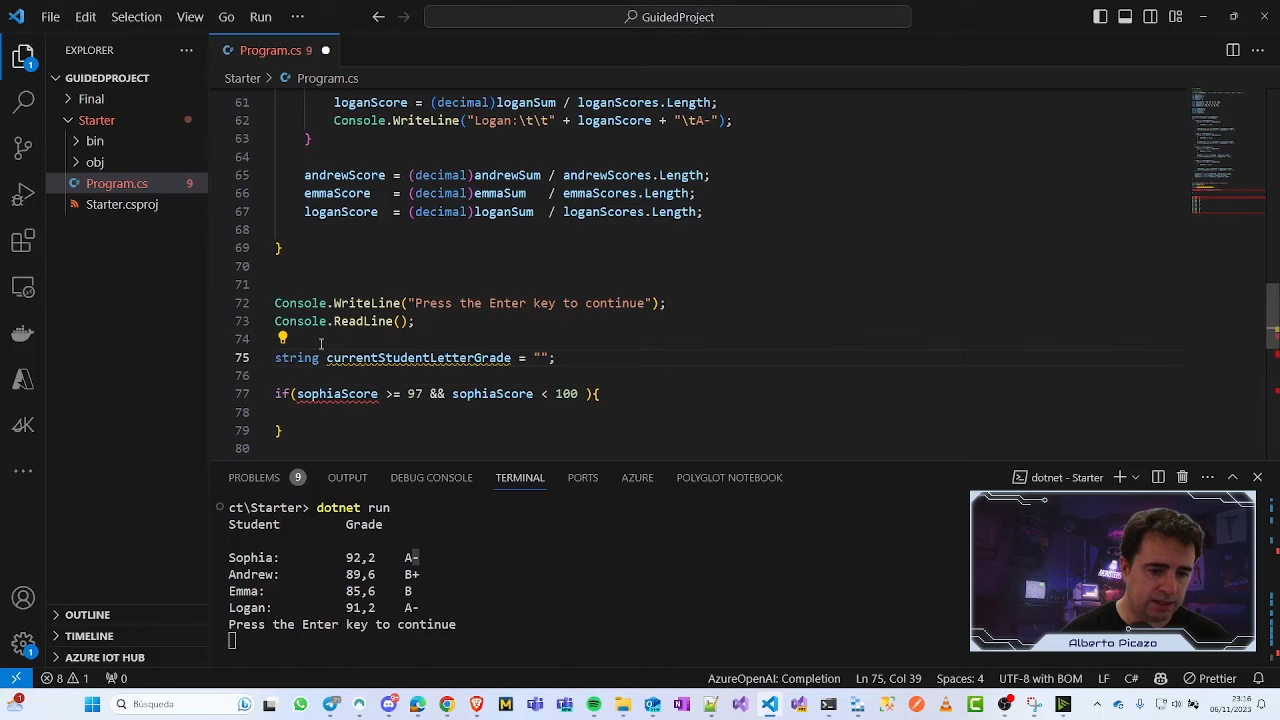 File Edit Selection View Go Run ··· GuidedProject
EXPLORER ···
Program.cs 9
GUIDEDPROJECT
Starter > Program.cs
Final
Starter
bin
obj
Program.cs 9
Starter.csproj
61 loganScore = (decimal)loganSum / loganScores.Length;
62 Console.WriteLine("Logan :\t\t" + loganScore + "\tA-");
63 }
64
65 andrewScore = (decimal)andrewSum / andrewScores.Length;
66 emmaScore = (decimal)emmaSum / emmaScores.Length;
67 loganScore = (decimal)loganSum / loganScores.Length;
68
69 }
70
71
72 Console.WriteLine("Press the Enter key to continue");
73 Console.ReadLine();
74
75 string currentStudentLetterGrade = "";
76
77 if(sophiaScore >= 97 && sophiaScore < 100 ){
78
79 }
80
PROBLEMS 9 OUTPUT DEBUG CONSOLE TERMINAL PORTS AZURE POLYGLOT NOTEBOOK
dotnet - Starter
ct\Starter> dotnet run
Student Grade
Sophia: 92,2 A-
Andrew: 89,6 B+
Emma: 85,6 B
Logan: 91,2 A-
Press the Enter key to continue
Alberto Picazo
OUTLINE
TIMELINE
AZURE IOT HUB
8 1 0 AzureOpenAI: Completion Ln 75, Col 39 Spaces: 4 UTF-8 with BOM LF C# Prettier
Búsqueda
23:16
06/11/2023